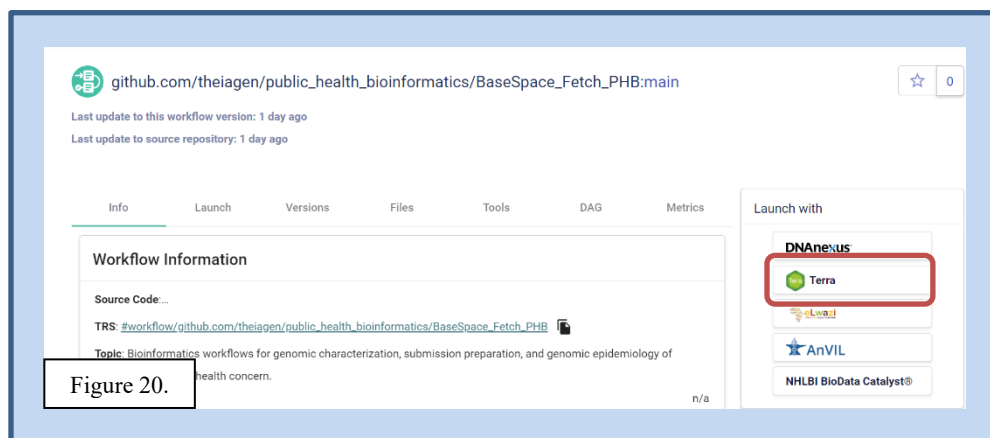 github.com/theiagen/public_health_bioinformatics/BaseSpace_Fetch_PHB:main
0
Last update to this workflow version: 1 day ago
Last update to source repository: 1 day ago
Info Launch Versions Files Tools DAG Metrics
Launch with
Workflow Information
Source Code:...
TRS: #workflow/github.com/theiagen/public_health_bioinformatics/BaseSpace_Fetch_PHB
Topic: Bioinformatics workflows for genomic characterization, submission preparation, and genomic epidemiology of
health concern.
n/a
DNAnexus
Terra
eLwazi
AnVIL
NHLBI BioData Catalyst®
Figure 20.